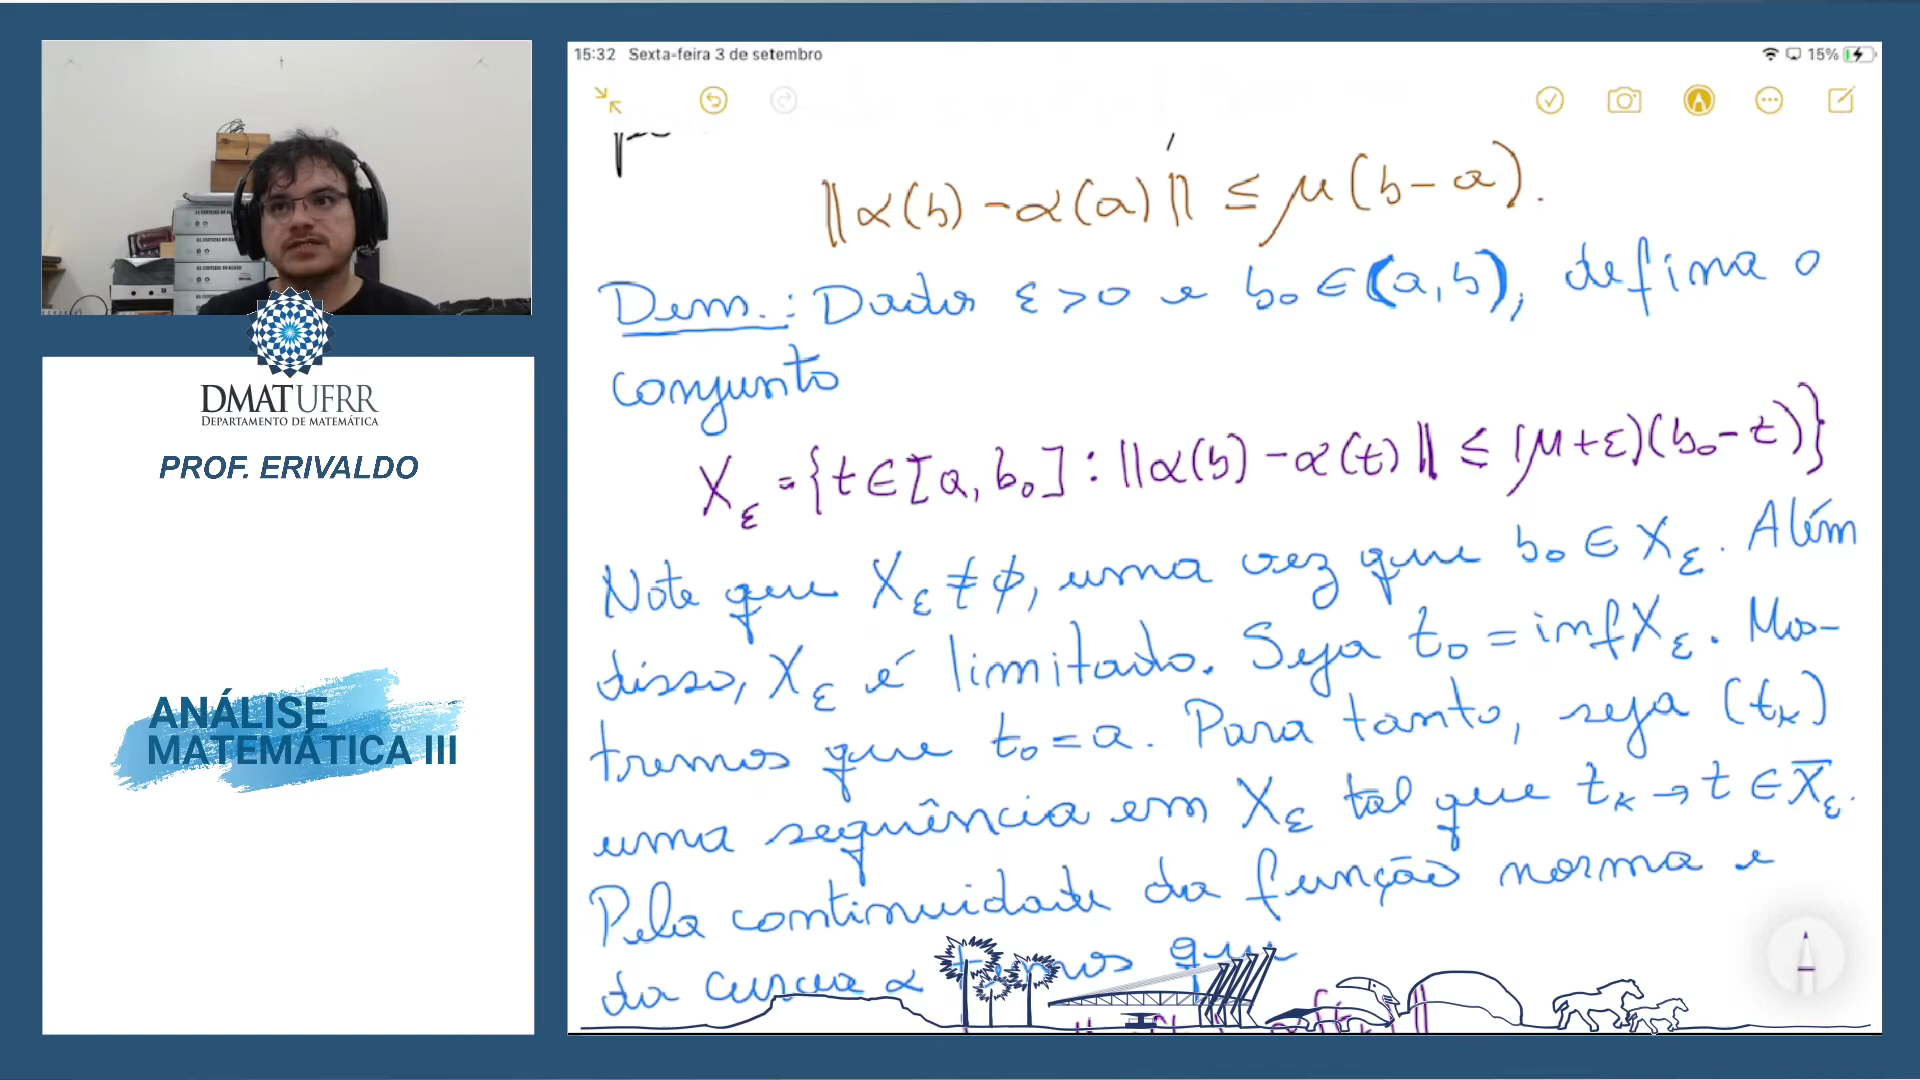 15:32 Sexta-feira 3 de setembro
15%
‖α(b) - α(a)‖ ≤ μ(b - a).
Dem.: Dados ε > 0 e b₀ ∈ (a, b), defina o
conjunto
X_ε = {t ∈ [a, b₀] : ‖α(b) - α(t)‖ ≤ (μ + ε)(b₀ - t)}
Note que X_ε ≠ ∅, uma vez que b₀ ∈ X_ε. Além
disso, X_ε é limitado. Seja t₀ = inf X_ε. Mos-
tremos que t₀ = a. Para tanto, seja (t_k)
uma sequência em X_ε tal que t_k → t ∈ X̅_ε.
Pela continuidade da função norma e
da curva α temos que
DMATUFRR
DEPARTAMENTO DE MATEMÁTICA
PROF. ERIVALDO
ANÁLISE
MATEMÁTICA III